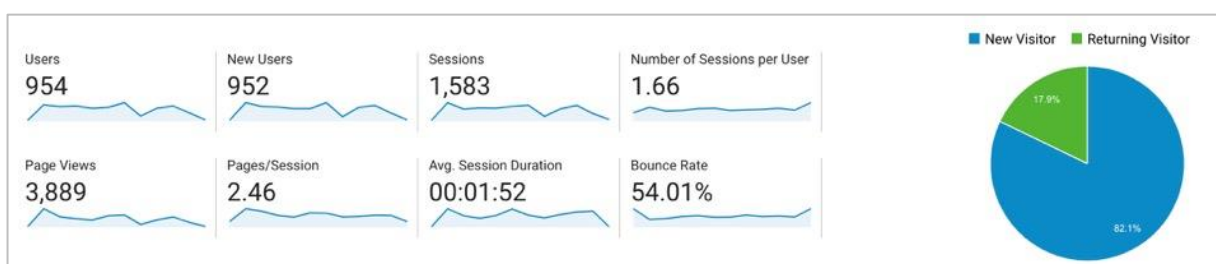 New Visitor Returning Visitor
Users New Users Sessions Number of Sessions per User
954 952 1,583 1.66
17.9%
Page Views Pages/Session Avg. Session Duration Bounce Rate
3,889 2.46 00:01:52 54.01%
82.1%